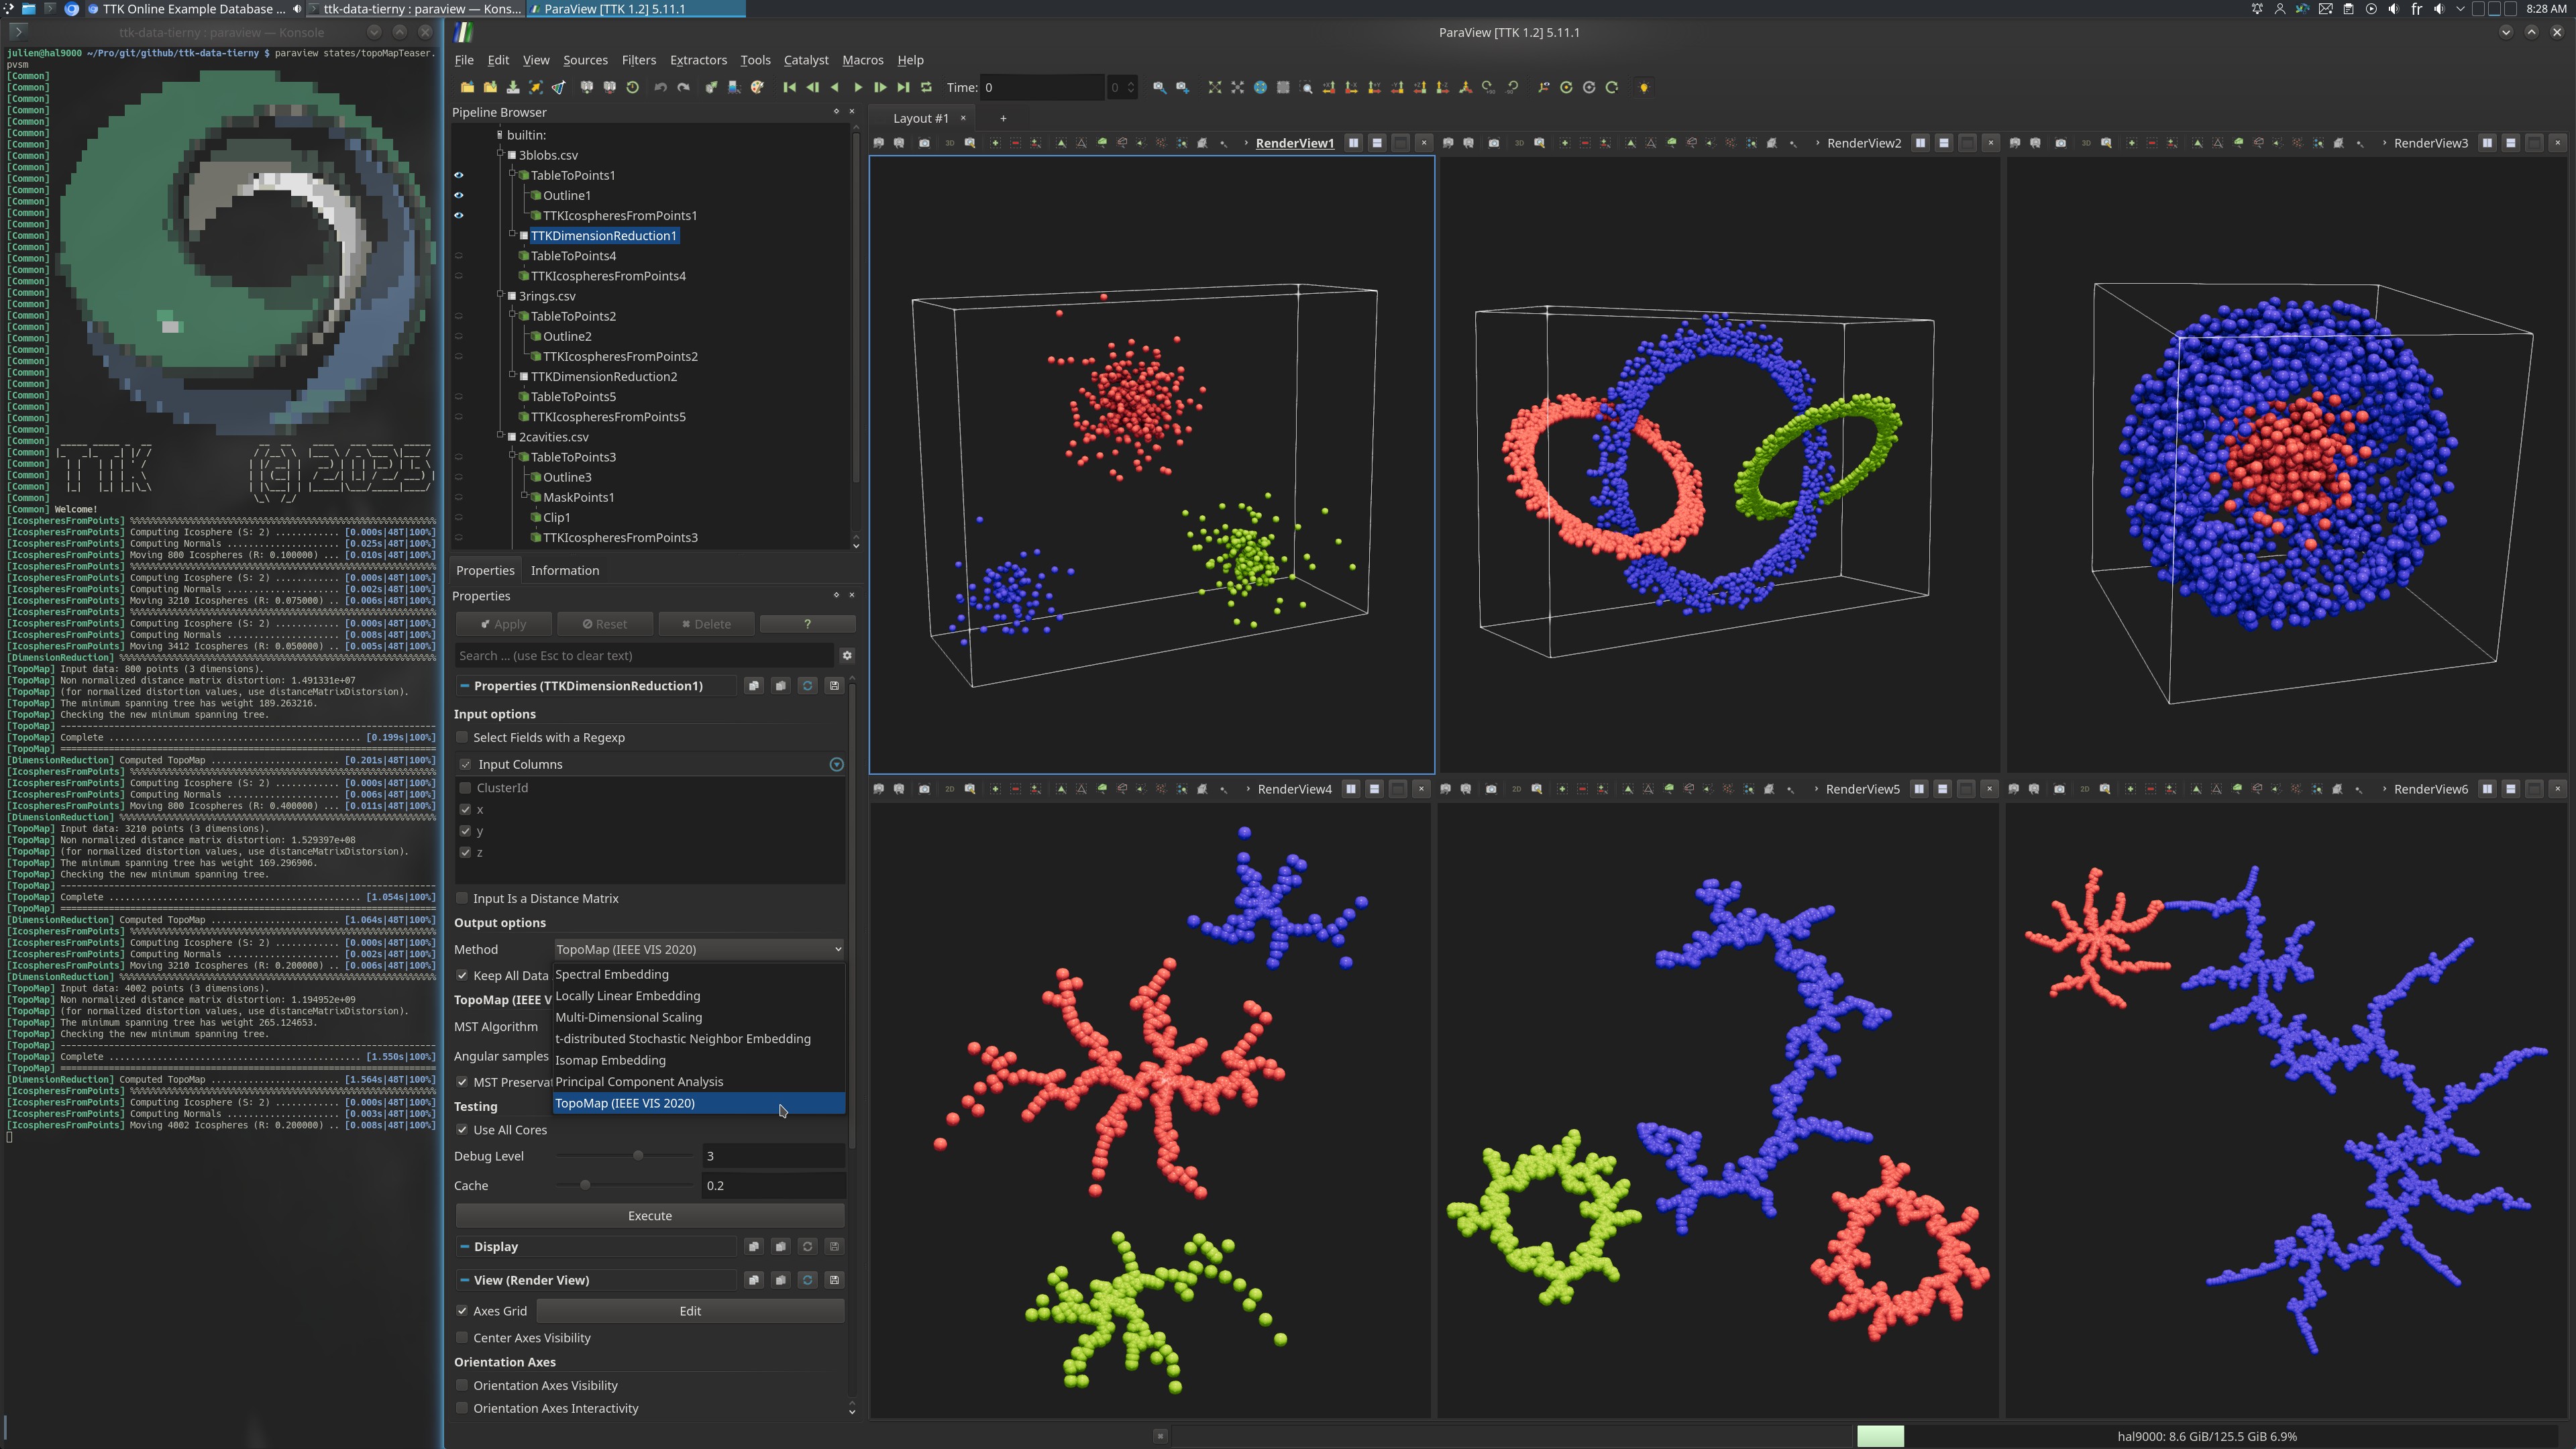 TTK Online Example Database ...
ttk-data-tierny : paraview — Kons...
ParaView [TTK 1.2] 5.11.1
fr
8:28 AM
ttk-data-tierny : paraview — Konsole
julien@hal9000 ~/Pro/git/github/ttk-data-tierny $ paraview states/topoMapTeaser.
pvsm
[Common]
[Common] Welcome!
[IcospheresFromPoints] %%%%%%%%%%%%%%%%%%%%%%%%%%%%%%%%%%%%%%%%%%%
[IcospheresFromPoints] Computing Icosphere (S: 2) ............ [0.000s|48T|100%]
[IcospheresFromPoints] Computing Normals ..................... [0.025s|48T|100%]
[IcospheresFromPoints] Moving 800 Icospheres (R: 0.100000) ... [0.010s|48T|100%]
[IcospheresFromPoints] Computing Icosphere (S: 2) ............ [0.000s|48T|100%]
[IcospheresFromPoints] Computing Normals ..................... [0.002s|48T|100%]
[IcospheresFromPoints] Moving 3210 Icospheres (R: 0.075000) .. [0.006s|48T|100%]
[IcospheresFromPoints] Computing Icosphere (S: 2) ............ [0.000s|48T|100%]
[IcospheresFromPoints] Computing Normals ..................... [0.008s|48T|100%]
[IcospheresFromPoints] Moving 3412 Icospheres (R: 0.050000) .. [0.005s|48T|100%]
[TopoMap] Input data: 800 points (3 dimensions).
[TopoMap] Non normalized distance matrix distortion: 1.491331e+07
[TopoMap] (for normalized distortion values, use distanceMatrixDistorsion).
[TopoMap] The minimum spanning tree has weight 189.263216.
[TopoMap] Checking the new minimum spanning tree.
[TopoMap] Complete ............................................... [0.199s|100%]
[DimensionReduction] Computed TopoMap ........................ [0.201s|48T|100%]
[IcospheresFromPoints] Computing Icosphere (S: 2) ............ [0.000s|48T|100%]
[IcospheresFromPoints] Computing Normals ..................... [0.006s|48T|100%]
[IcospheresFromPoints] Moving 800 Icospheres (R: 0.400000) ... [0.011s|48T|100%]
[TopoMap] Input data: 3210 points (3 dimensions).
[TopoMap] Non normalized distance matrix distortion: 1.529397e+08
[TopoMap] (for normalized distortion values, use distanceMatrixDistorsion).
[TopoMap] The minimum spanning tree has weight 169.296906.
[TopoMap] Checking the new minimum spanning tree.
[TopoMap] Complete ............................................... [1.054s|100%]
[DimensionReduction] Computed TopoMap ........................ [1.064s|48T|100%]
[IcospheresFromPoints] Computing Icosphere (S: 2) ............ [0.000s|48T|100%]
[IcospheresFromPoints] Computing Normals ..................... [0.002s|48T|100%]
[IcospheresFromPoints] Moving 3210 Icospheres (R: 0.200000) .. [0.006s|48T|100%]
[TopoMap] Input data: 4002 points (3 dimensions).
[TopoMap] Non normalized distance matrix distortion: 1.194952e+09
[TopoMap] (for normalized distortion values, use distanceMatrixDistorsion).
[TopoMap] The minimum spanning tree has weight 265.124653.
[TopoMap] Checking the new minimum spanning tree.
[TopoMap] Complete ............................................... [1.550s|100%]
[DimensionReduction] Computed TopoMap ........................ [1.564s|48T|100%]
[IcospheresFromPoints] Computing Icosphere (S: 2) ............ [0.000s|48T|100%]
[IcospheresFromPoints] Computing Normals ..................... [0.003s|48T|100%]
[IcospheresFromPoints] Moving 4002 Icospheres (R: 0.200000) .. [0.008s|48T|100%]
ParaView [TTK 1.2] 5.11.1
File Edit View Sources Filters Extractors Tools Catalyst Macros Help
Time: 0
0
Pipeline Browser
builtin:
3blobs.csv
TableToPoints1
Outline1
TTKIcospheresFromPoints1
TTKDimensionReduction1
TableToPoints4
TTKIcospheresFromPoints4
3rings.csv
TableToPoints2
Outline2
TTKIcospheresFromPoints2
TTKDimensionReduction2
TableToPoints5
TTKIcospheresFromPoints5
2cavities.csv
TableToPoints3
Outline3
MaskPoints1
Clip1
TTKIcospheresFromPoints3
Properties Information
Properties
Apply Reset Delete ?
Search ... (use Esc to clear text)
Properties (TTKDimensionReduction1)
Input options
Select Fields with a Regexp
Input Columns
ClusterId
x
y
z
Input Is a Distance Matrix
Output options
Method TopoMap (IEEE VIS 2020)
Keep All Data
Spectral Embedding
Locally Linear Embedding
Multi-Dimensional Scaling
t-distributed Stochastic Neighbor Embedding
Isomap Embedding
Principal Component Analysis
TopoMap (IEEE VIS 2020)
TopoMap (IEEE V
MST Algorithm
Angular samples
MST Preservat
Testing
Use All Cores
Debug Level 3
Cache 0.2
Execute
Display
View (Render View)
Axes Grid Edit
Center Axes Visibility
Orientation Axes
Orientation Axes Visibility
Orientation Axes Interactivity
Layout #1
+
3D RenderView1
3D RenderView2
3D RenderView3
2D RenderView4
2D RenderView5
2D RenderView6
hal9000: 8.6 GiB/125.5 GiB 6.9%